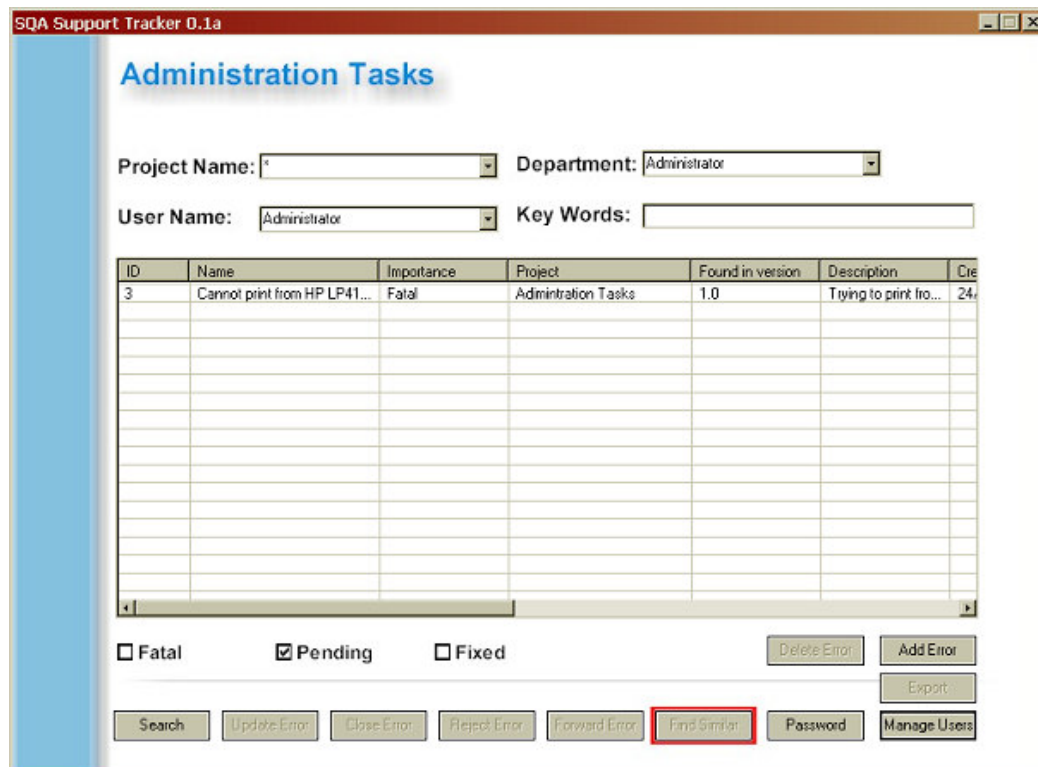 SQA Support Tracker 0.1a
Administration Tasks
Project Name: * Department: Administrator
User Name: Administrator Key Words:
ID Name Importance Project Found in version Description Cre
3 Cannot print from HP LP41... Fatal Admintration Tasks 1.0 Trying to print fro... 24/
Fatal Pending Fixed Delete Error Add Error
Export
Search Update Error Close Error Reject Error Forward Error Find Similar Password Manage Users